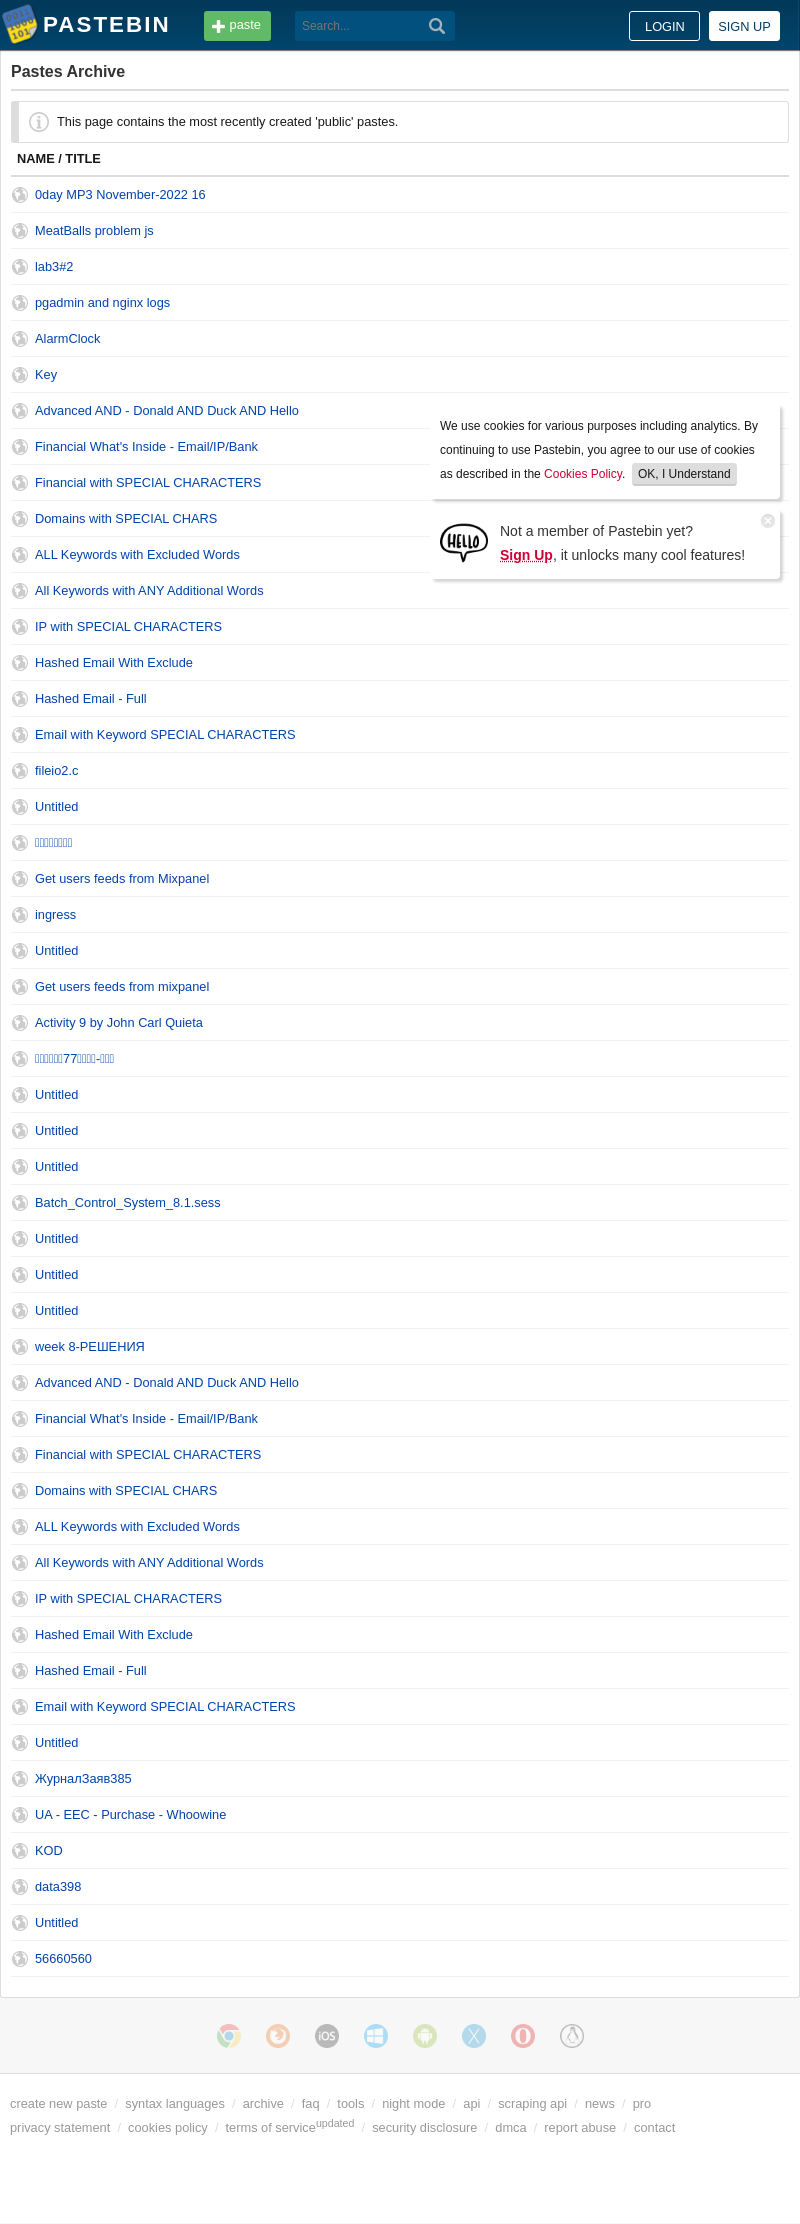 PASTEBIN
paste
Search...
LOGIN
SIGN UP
Pastes Archive
This page contains the most recently created 'public' pastes.
NAME / TITLE
0day MP3 November-2022 16
MeatBalls problem js
lab3#2
pgadmin and nginx logs
AlarmClock
Key
Advanced AND - Donald AND Duck AND Hello
Financial What's Inside - Email/IP/Bank
Financial with SPECIAL CHARACTERS
Domains with SPECIAL CHARS
ALL Keywords with Excluded Words
All Keywords with ANY Additional Words
We use cookies for various purposes including analytics. By
continuing to use Pastebin, you agree to our use of cookies
as described in the Cookies Policy. OK, I Understand
HELLO
Not a member of Pastebin yet?
Sign Up, it unlocks many cool features!
IP with SPECIAL CHARACTERS
Hashed Email With Exclude
Hashed Email - Full
Email with Keyword SPECIAL CHARACTERS
fileio2.c
Untitled
Get users feeds from Mixpanel
ingress
Untitled
Get users feeds from mixpanel
Activity 9 by John Carl Quieta
77 -
Untitled
Untitled
Untitled
Batch_Control_System_8.1.sess
Untitled
Untitled
Untitled
week 8-РЕШЕНИЯ
Advanced AND - Donald AND Duck AND Hello
Financial What's Inside - Email/IP/Bank
Financial with SPECIAL CHARACTERS
Domains with SPECIAL CHARS
ALL Keywords with Excluded Words
All Keywords with ANY Additional Words
IP with SPECIAL CHARACTERS
Hashed Email With Exclude
Hashed Email - Full
Email with Keyword SPECIAL CHARACTERS
Untitled
ЖурналЗаяв385
UA - EEC - Purchase - Whoowine
KOD
data398
Untitled
56660560
iOS
create new paste / syntax languages / archive / faq / tools / night mode / api / scraping api / news / pro
privacy statement / cookies policy / terms of serviceupdated / security disclosure / dmca / report abuse / contact